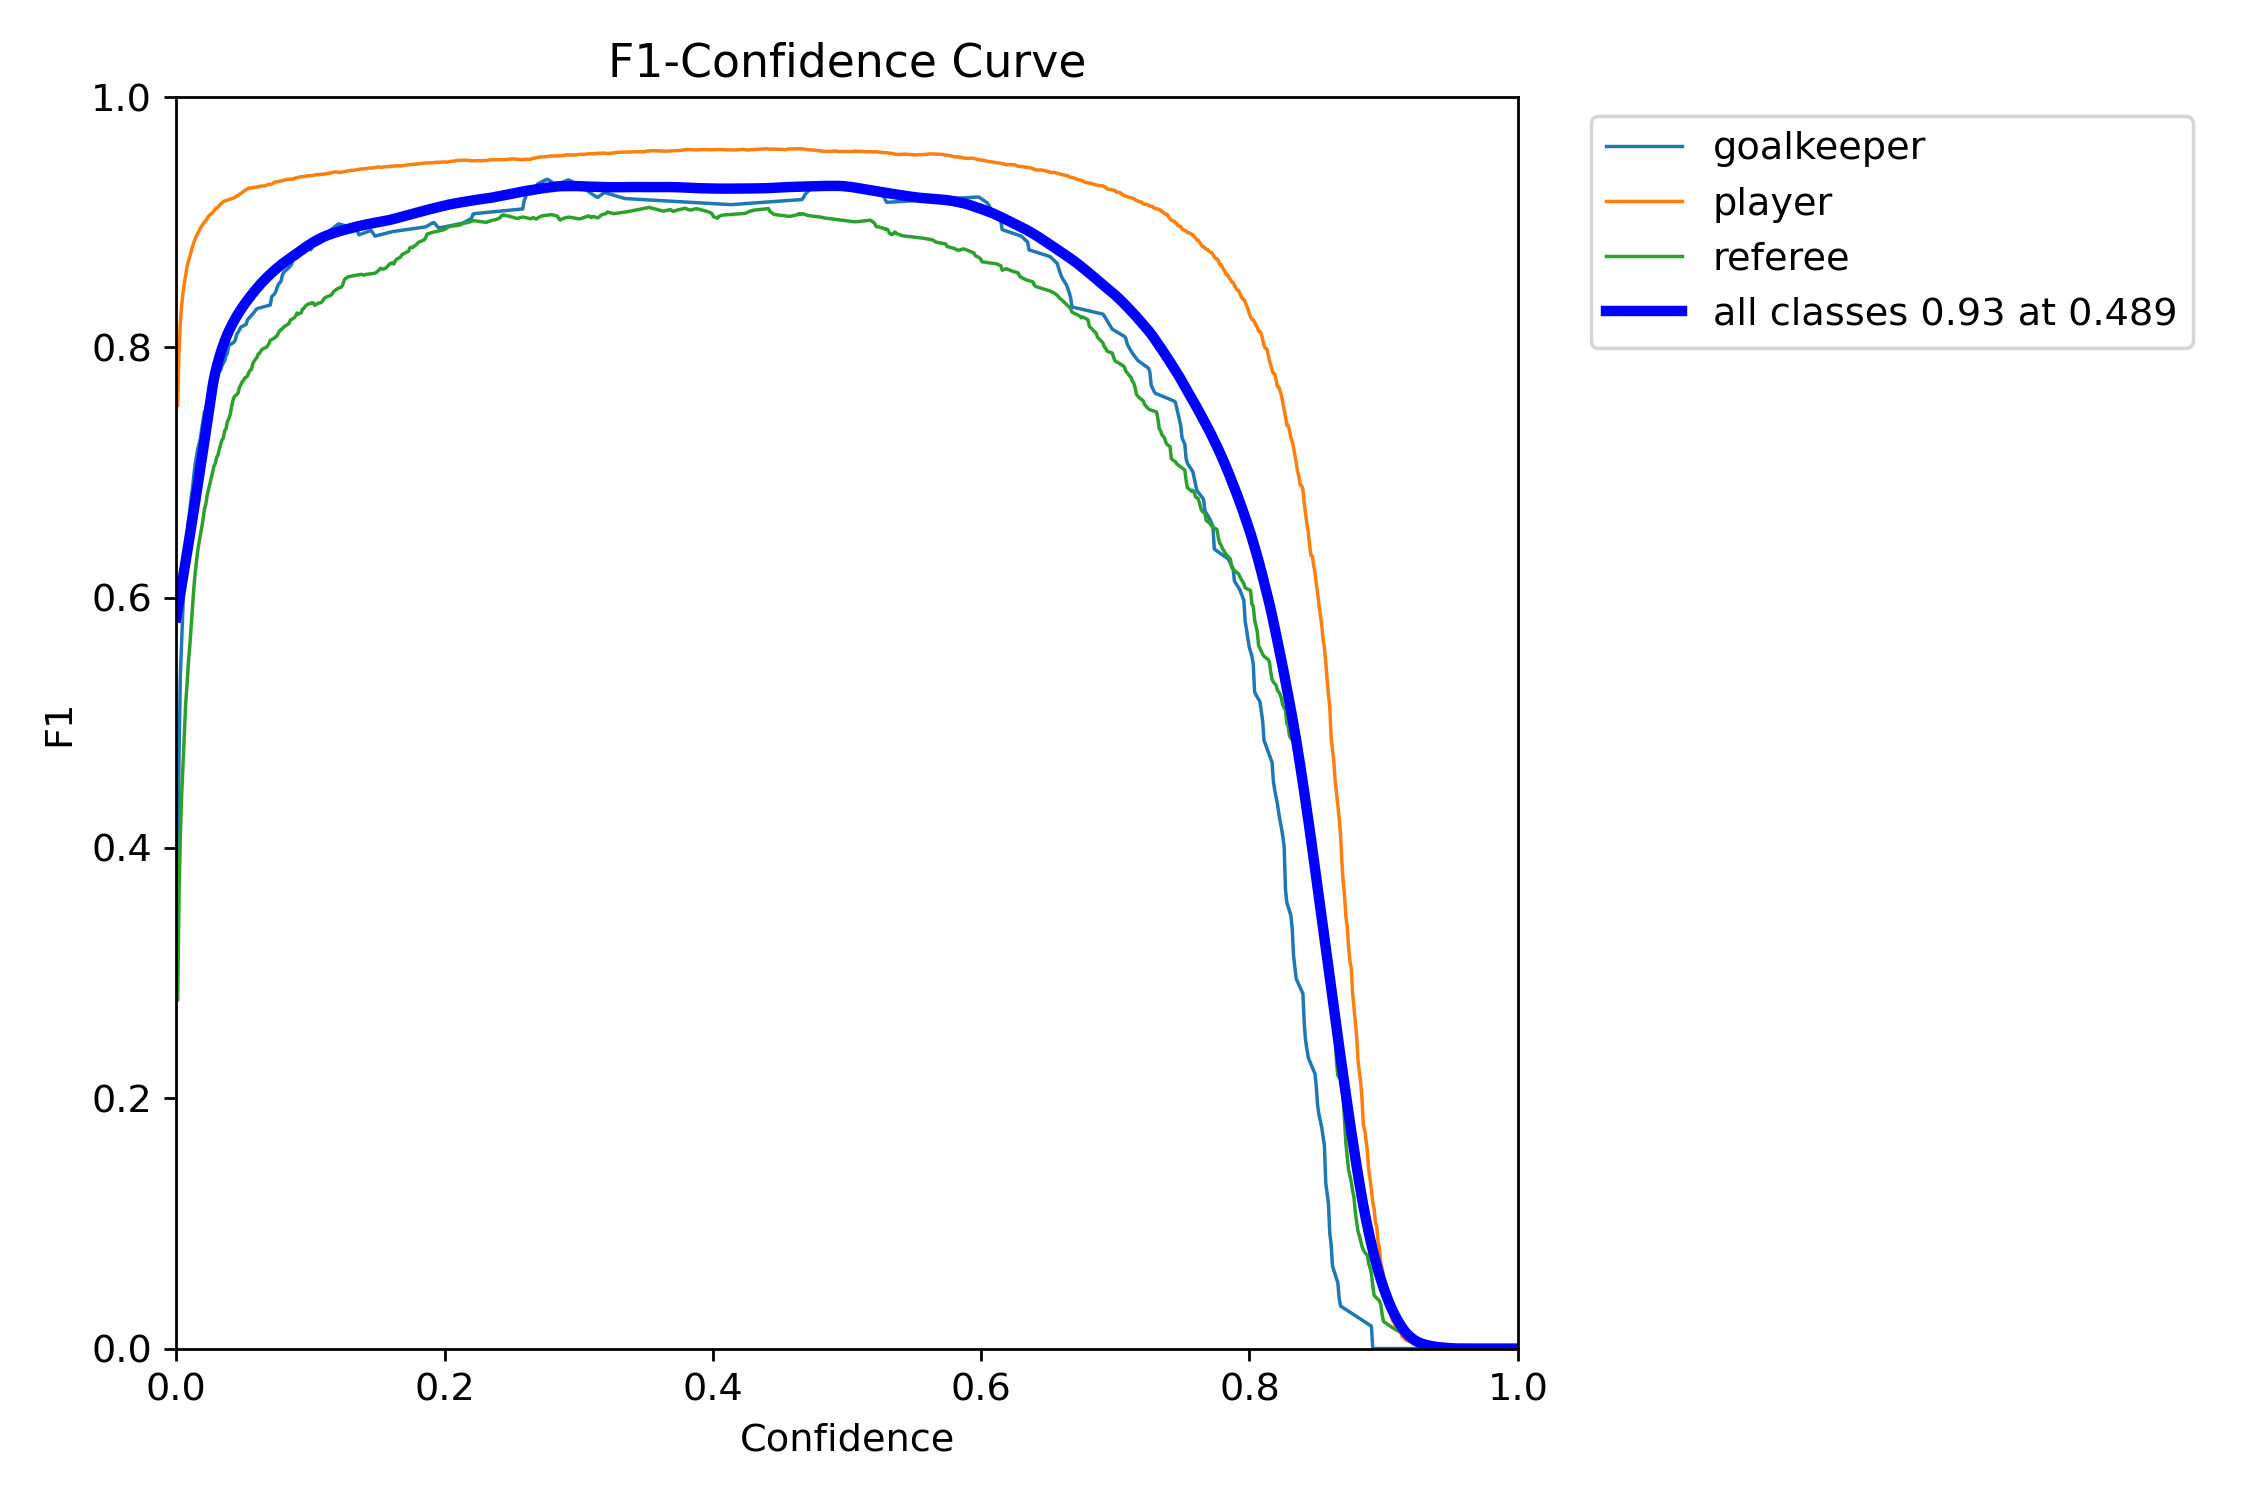 F1-Confidence Curve
1.0
0.8
0.6
0.4
0.2
0.0
F1
0.0 0.2 0.4 0.6 0.8 1.0
Confidence
goalkeeper
player
referee
all classes 0.93 at 0.489